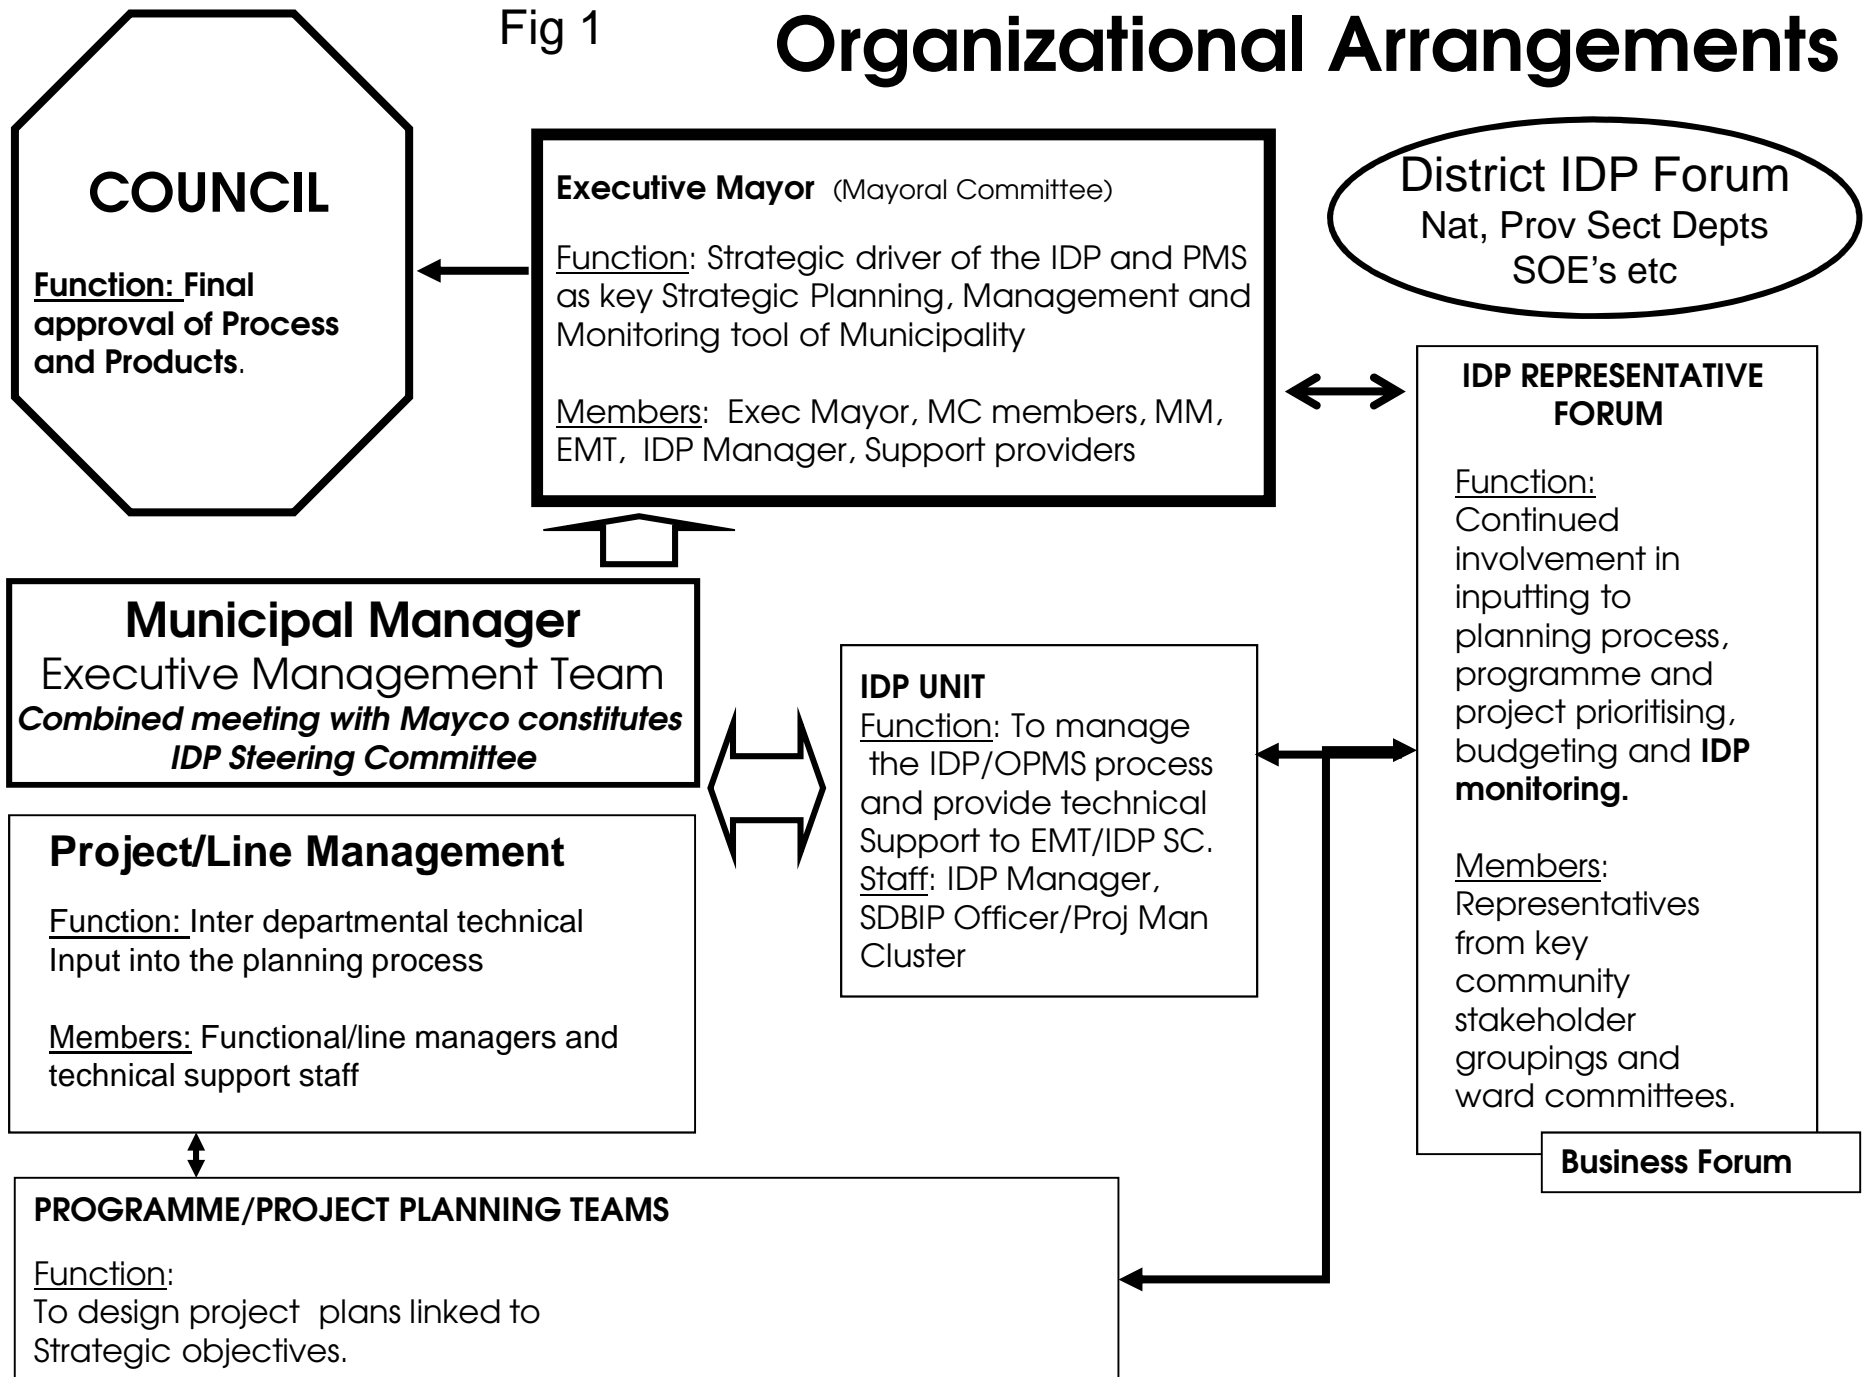 Fig 1
Organizational Arrangements
COUNCIL
Function: Final
approval of Process
and Products.
Executive Mayor (Mayoral Committee)
Function: Strategic driver of the IDP and PMS
as key Strategic Planning, Management and
Monitoring tool of Municipality
Members: Exec Mayor, MC members, MM,
EMT, IDP Manager, Support providers
District IDP Forum
Nat, Prov Sect Depts
SOE's etc
IDP REPRESENTATIVE
FORUM
Function:
Continued
involvement in
inputting to
planning process,
programme and
project prioritising,
budgeting and IDP
monitoring.
Members:
Representatives
from key
community
stakeholder
groupings and
ward committees.
Business Forum
Municipal Manager
Executive Management Team
Combined meeting with Mayco constitutes
IDP Steering Committee
IDP UNIT
Function: To manage
the IDP/OPMS process
and provide technical
Support to EMT/IDP SC.
Staff: IDP Manager,
SDBIP Officer/Proj Man
Cluster
Project/Line Management
Function: Inter departmental technical
Input into the planning process
Members: Functional/line managers and
technical support staff
PROGRAMME/PROJECT PLANNING TEAMS
Function:
To design project plans linked to
Strategic objectives.